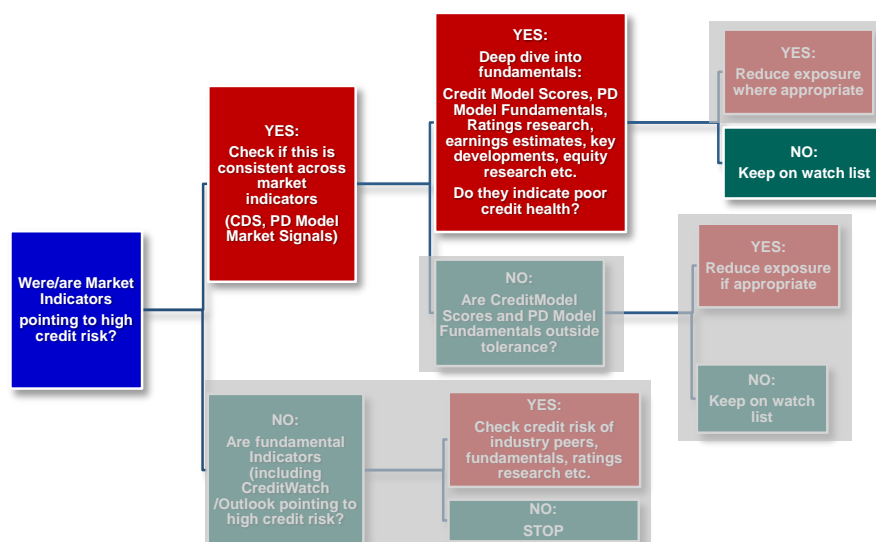 Were/are Market
Indicators
pointing to high
credit risk?
YES:
Check if this is
consistent across
market
indicators
(CDS, PD Model
Market Signals)
YES:
Deep dive into
fundamentals:
Credit Model Scores, PD
Model Fundamentals,
Ratings research,
earnings estimates, key
developments, equity
research etc.
Do they indicate poor
credit health?
YES:
Reduce exposure
where appropriate
NO:
Keep on watch list
NO:
Are CreditModel
Scores and PD Model
Fundamentals outside
tolerance?
YES:
Reduce exposure
if appropriate
NO:
Keep on watch
list
NO:
Are fundamental
Indicators
(including
CreditWatch
/Outlook pointing to
high credit risk?
YES:
Check credit risk of
industry peers,
fundamentals, ratings
research etc.
NO:
STOP